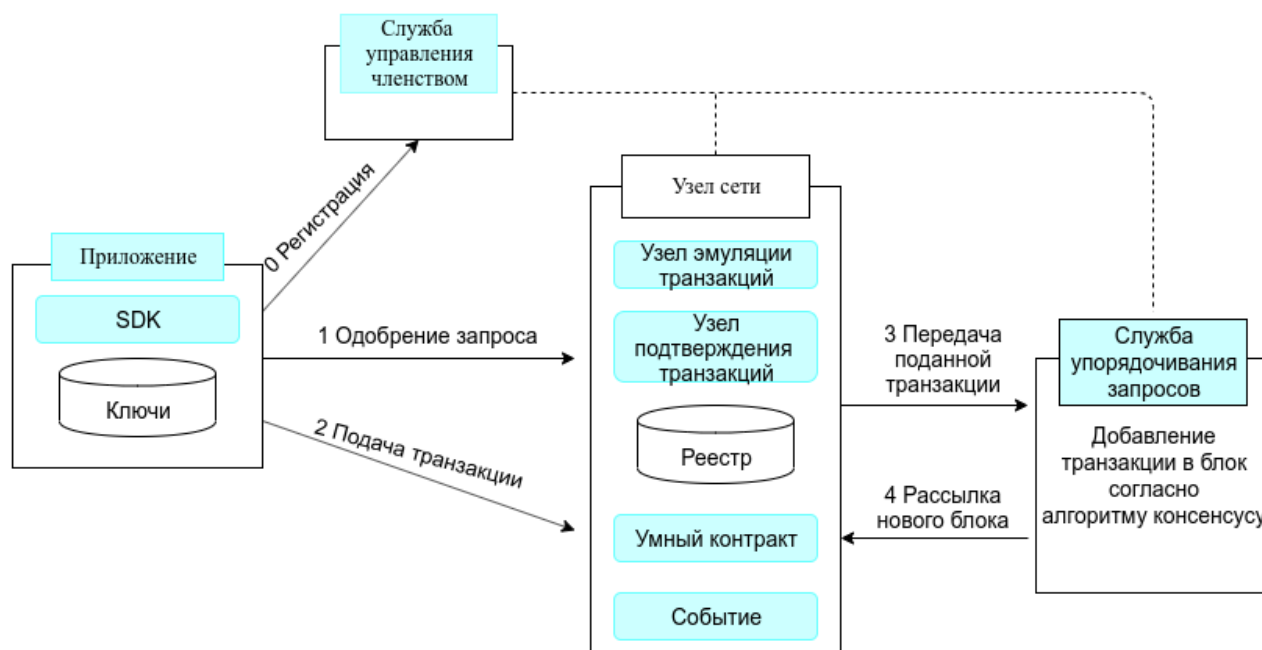 Служба
управления
членством
0 Регистрация
Приложение
SDK
Ключи
1 Одобрение запроса
2 Подача транзакции
Узел сети
Узел эмуляции
транзакций
Узел
подтверждения
транзакций
Реестр
Умный контракт
Событие
3 Передача
поданной
транзакции
4 Рассылка
нового блока
Служба
упорядочивания
запросов
Добавление
транзакции в блок
согласно
алгоритму консенсусу